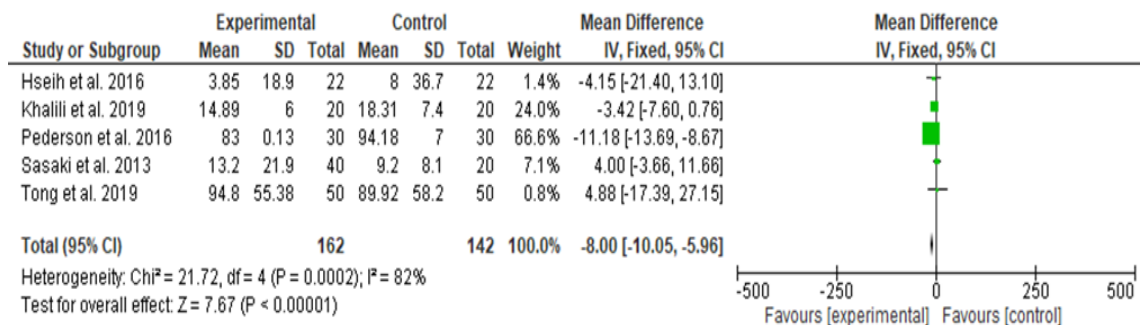 Experimental Control Mean Difference Mean Difference
Study or Subgroup Mean SD Total Mean SD Total Weight IV, Fixed, 95% CI IV, Fixed, 95% CI
Hseih et al. 2016 3.85 18.9 22 8 36.7 22 1.4% -4.15 [-21.40, 13.10]
Khalili et al. 2019 14.89 6 20 18.31 7.4 20 24.0% -3.42 [-7.60, 0.76]
Pederson et al. 2016 83 0.13 30 94.18 7 30 66.6% -11.18 [-13.69, -8.67]
Sasaki et al. 2013 13.2 21.9 40 9.2 8.1 20 7.1% 4.00 [-3.66, 11.66]
Tong et al. 2019 94.8 55.38 50 89.92 58.2 50 0.8% 4.88 [-17.39, 27.15]
Total (95% CI) 162 142 100.0% -8.00 [-10.05, -5.96]
Heterogeneity: Chi² = 21.72, df = 4 (P = 0.0002); I² = 82%
Test for overall effect: Z = 7.67 (P < 0.00001)
-500 -250 0 250 500
Favours [experimental] Favours [control]